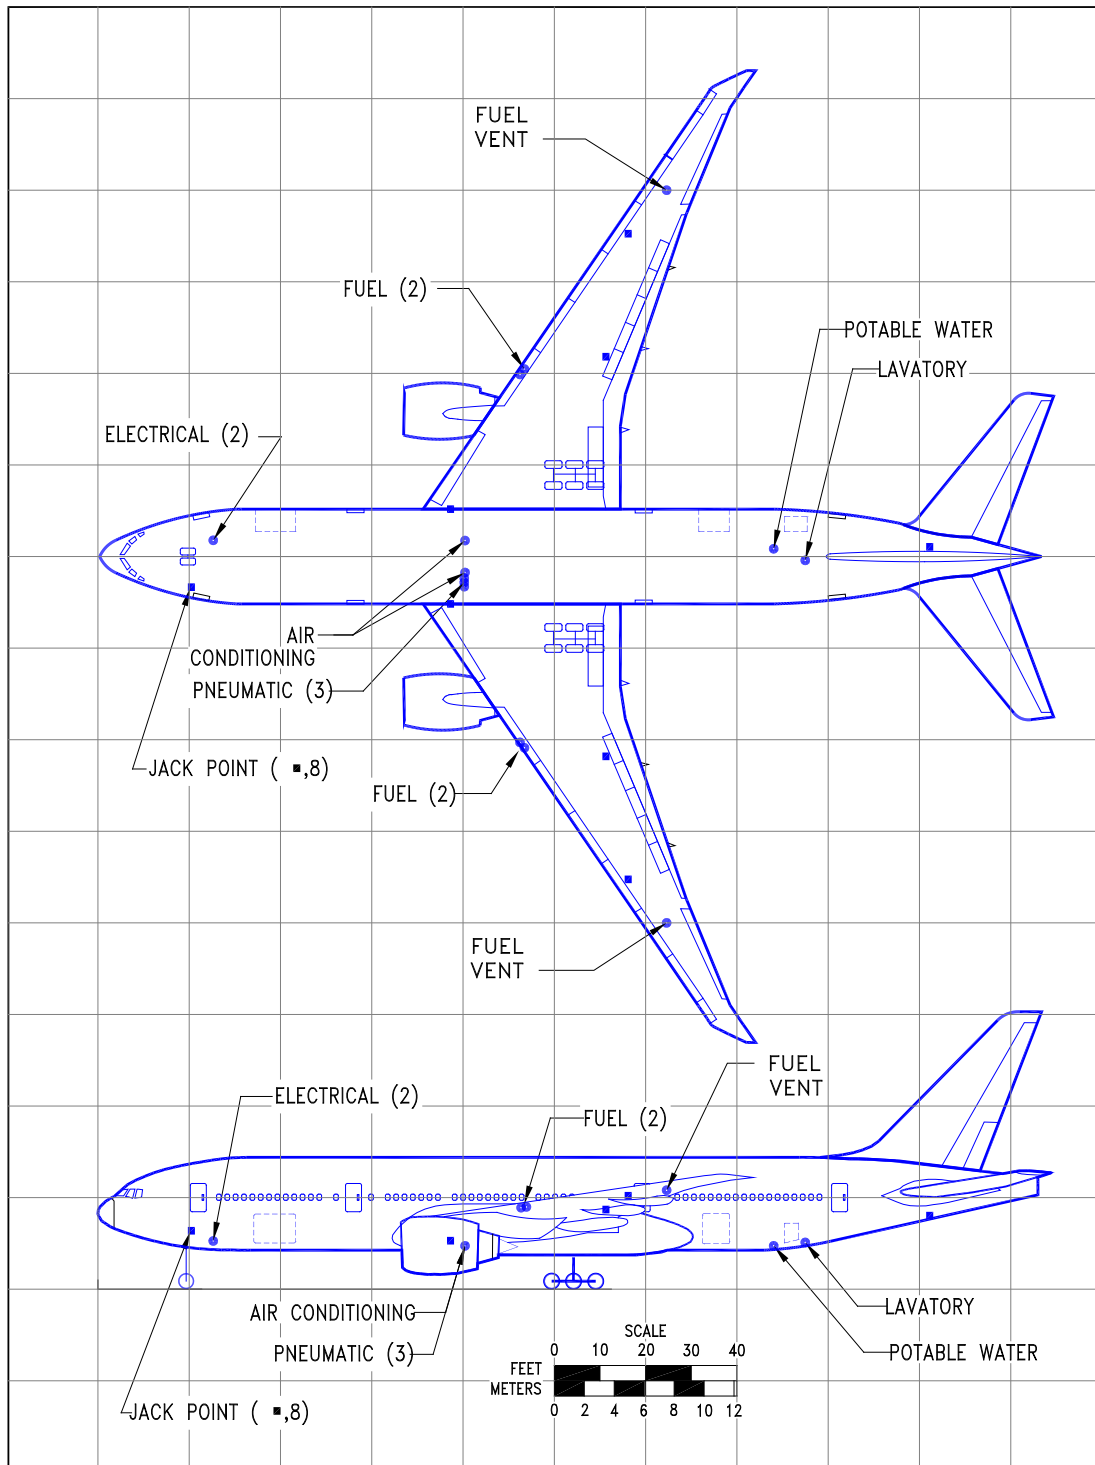 FUEL
VENT
FUEL (2)
POTABLE WATER
LAVATORY
ELECTRICAL (2)
AIR
CONDITIONING
PNEUMATIC (3)
JACK POINT ( ■,8)
FUEL (2)
FUEL
VENT
FUEL
VENT
ELECTRICAL (2)
FUEL (2)
AIR CONDITIONING
LAVATORY
PNEUMATIC (3)
POTABLE WATER
JACK POINT ( ■,8)
SCALE
0 10 20 30 40
FEET
METERS
0 2 4 6 8 10 12